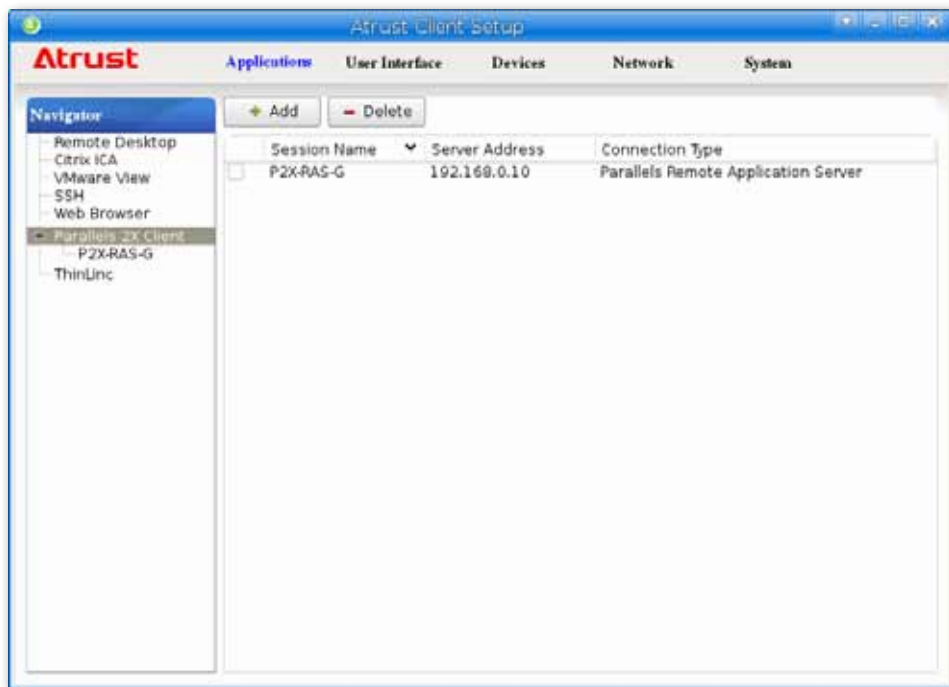 Atrust Client Setup
Atrust
Applications User Interface Devices Network System
Navigator
Remote Desktop
Citrix ICA
VMware View
SSH
Web Browser
Parallels 2X Client
P2X-RAS-G
ThinLinc
+ Add − Delete
Session Name Server Address Connection Type
P2X-RAS-G 192.168.0.10 Parallels Remote Application Server